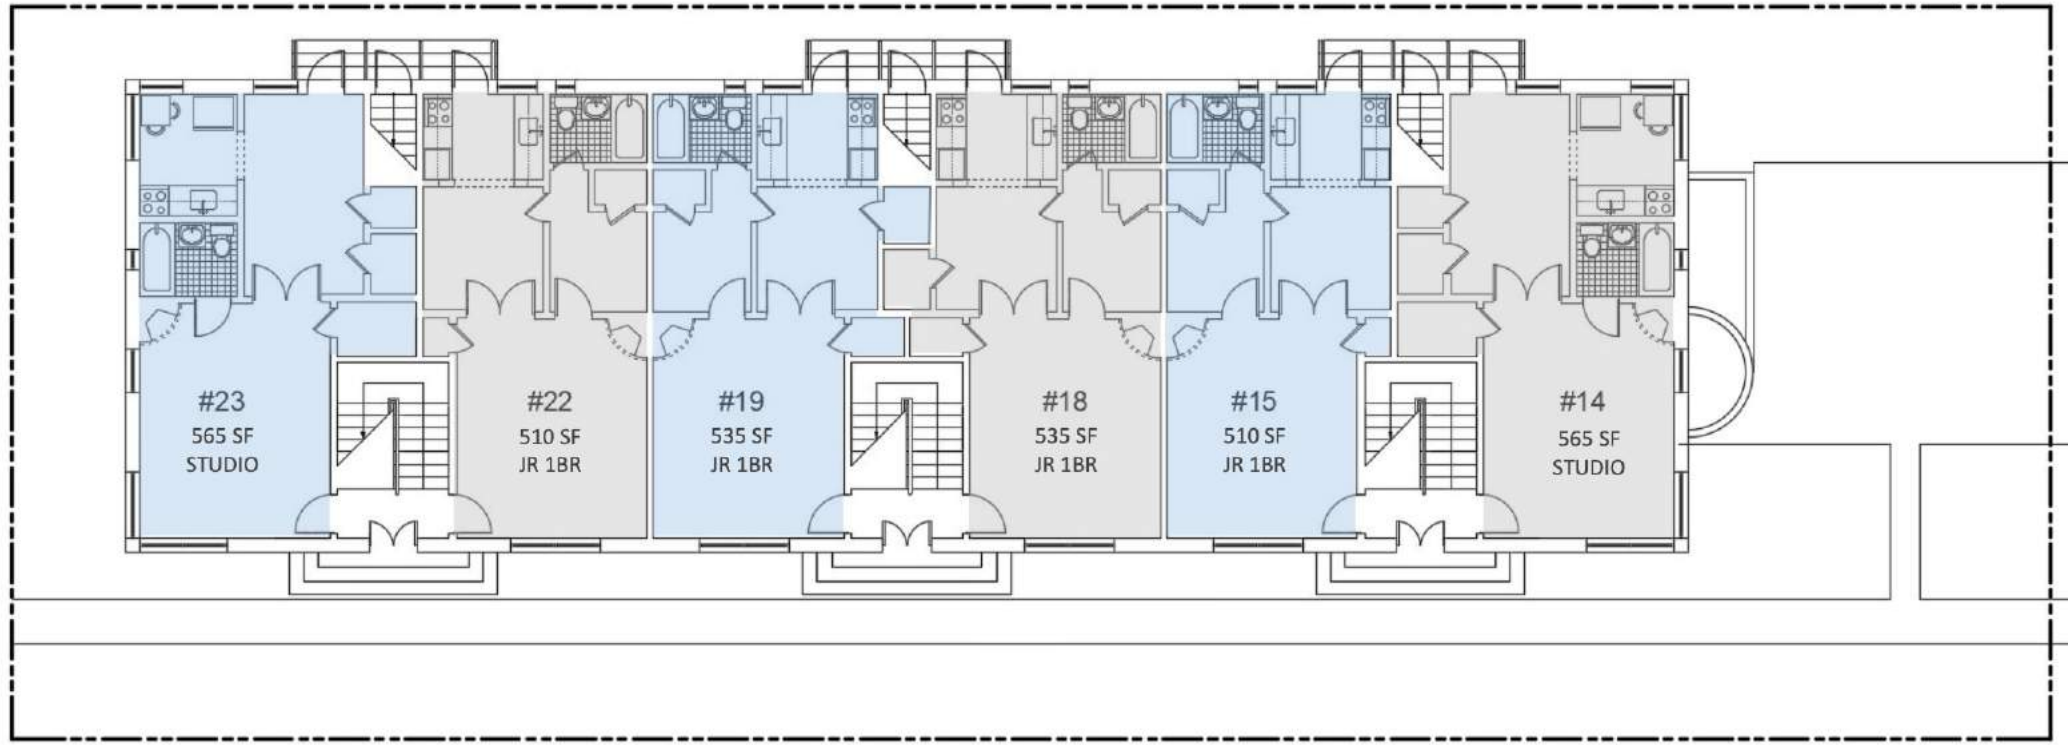 #23
565 SF
STUDIO
#22
510 SF
JR 1BR
#19
535 SF
JR 1BR
#18
535 SF
JR 1BR
#15
510 SF
JR 1BR
#14
565 SF
STUDIO